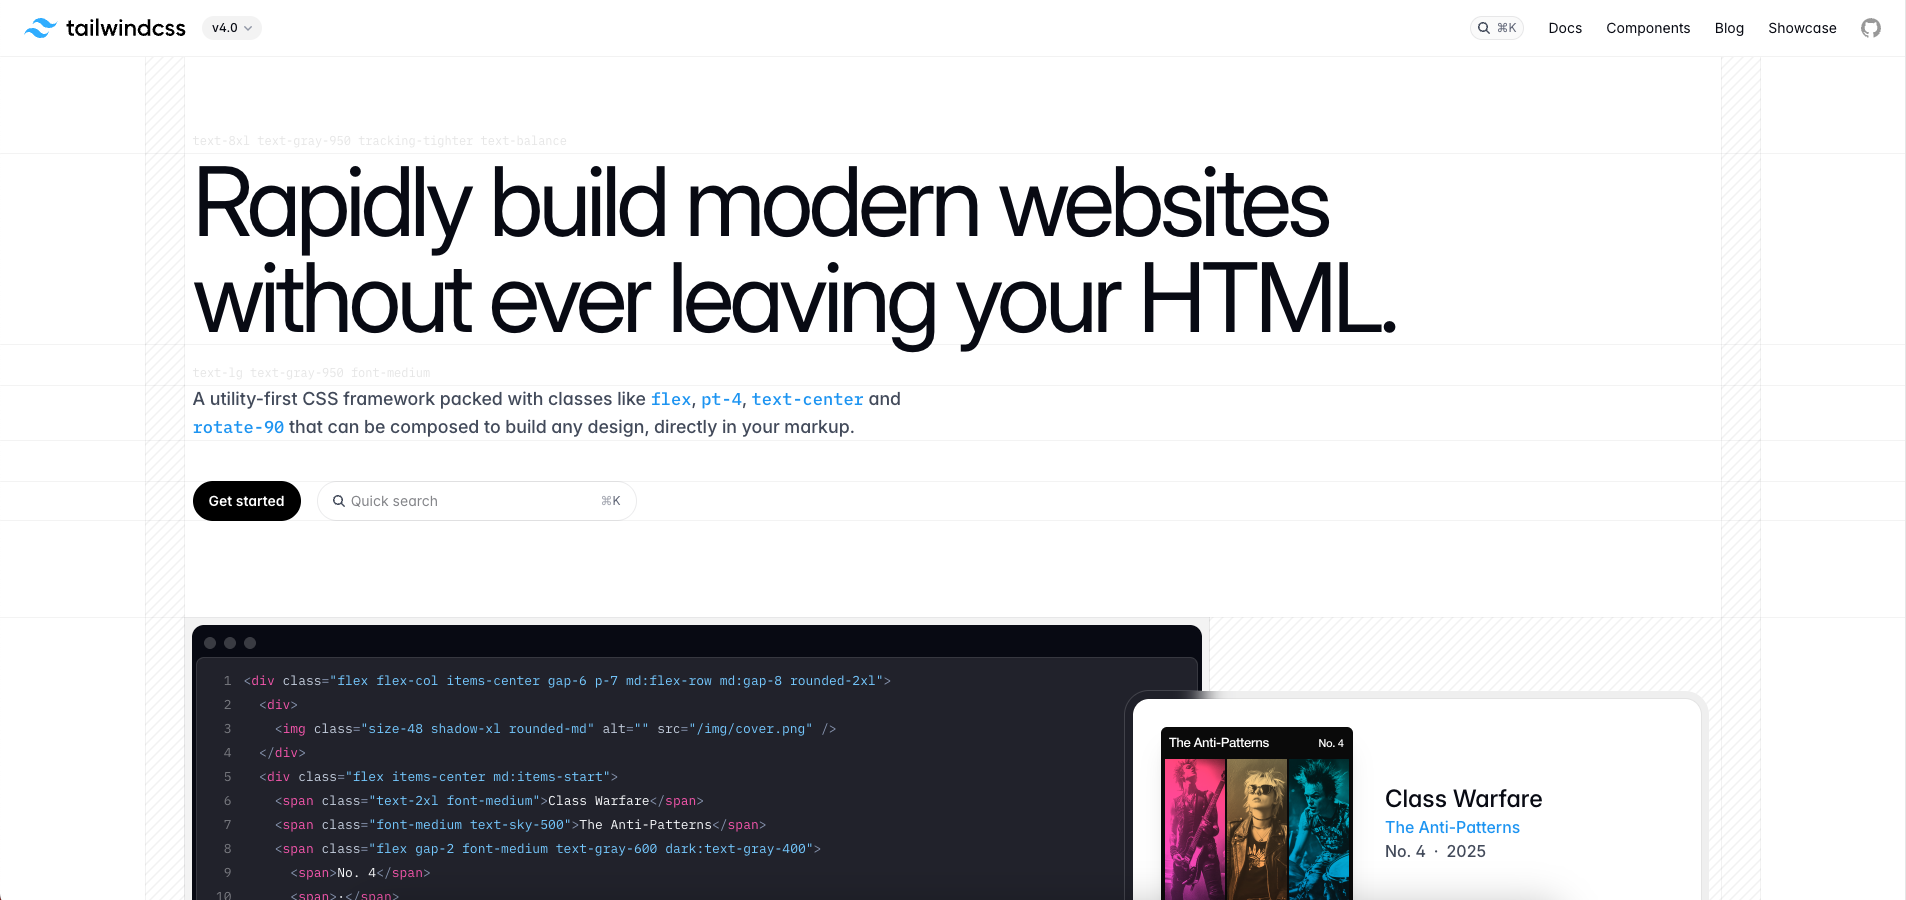 tailwindcss
v4.0
⌘K
Docs
Components
Blog
Showcase
text-8xl text-gray-950 tracking-tighter text-balance
Rapidly build modern websites
without ever leaving your HTML.
text-lg text-gray-950 font-medium
A utility-first CSS framework packed with classes like flex, pt-4, text-center and
rotate-90 that can be composed to build any design, directly in your markup.
Get started
Quick search
⌘K
1 <div class="flex flex-col items-center gap-6 p-7 md:flex-row md:gap-8 rounded-2xl">
2 <div>
3 <img class="size-48 shadow-xl rounded-md" alt="" src="/img/cover.png" />
4 </div>
5 <div class="flex items-center md:items-start">
6 <span class="text-2xl font-medium">Class Warfare</span>
7 <span class="font-medium text-sky-500">The Anti-Patterns</span>
8 <span class="flex gap-2 font-medium text-gray-600 dark:text-gray-400">
9 <span>No. 4</span>
10 <span>·</span>
The Anti-Patterns
No. 4
Class Warfare
The Anti-Patterns
No. 4 · 2025